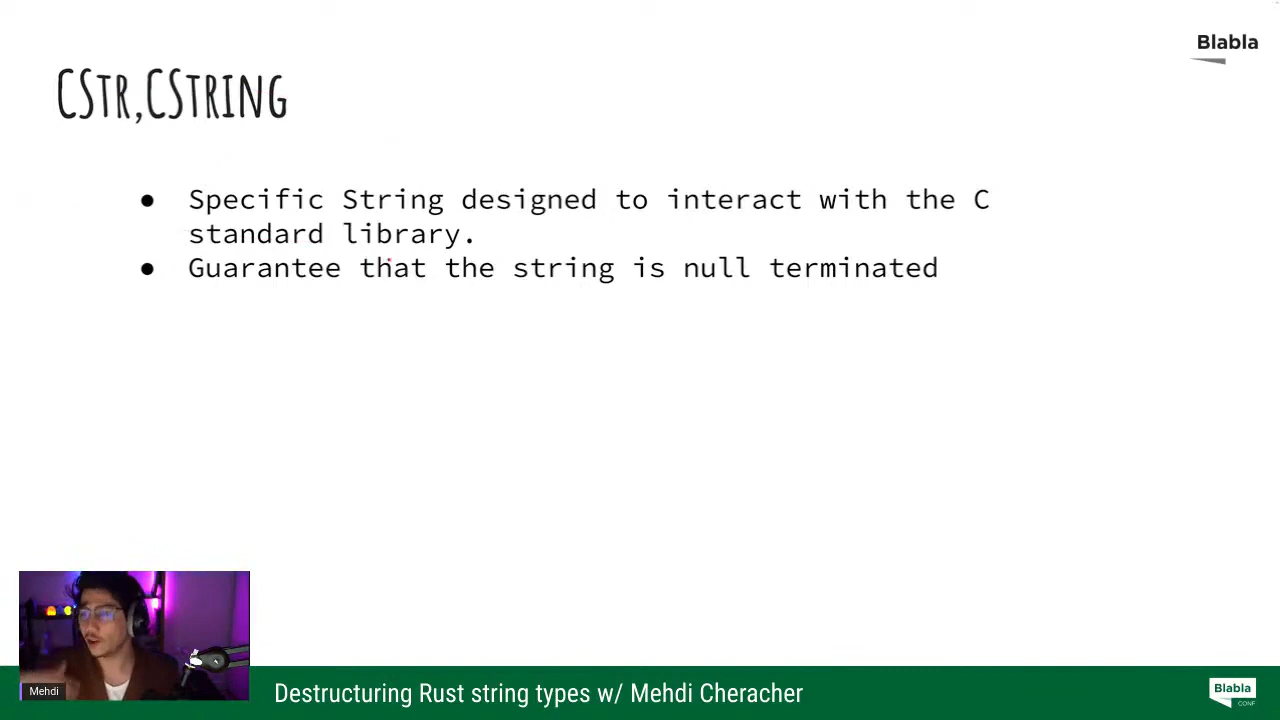 Blabla
CStr,CString
● Specific String designed to interact with the C
standard library.
● Guarantee that the string is null terminated
Mehdi
Destructuring Rust string types w/ Mehdi Cheracher
Blabla
CONF